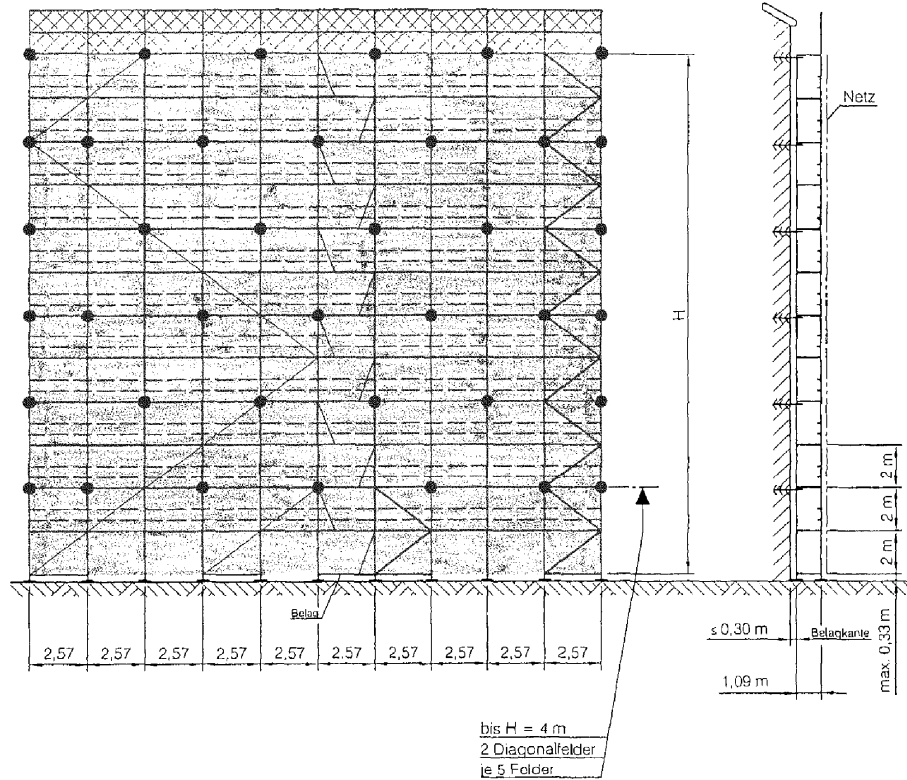 Netz
H
2 m
2 m
2 m
max. 0,33 m
Belag
≤ 0,30 m
Belagkante
2,57 2,57 2,57 2,57 2,57 2,57 2,57 2,57 2,57 2,57
1,09 m
bis H = 4 m
2 Diagonalfelder
je 5 Felder